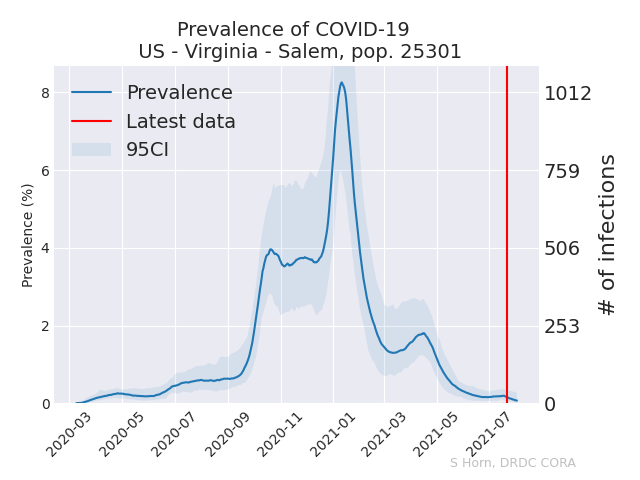 Prevalence of COVID-19
US - Virginia - Salem, pop. 25301
Prevalence
Latest data
95CI
Prevalence (%)
8
6
4
2
0
1012
759
506
253
0
# of infections
2020-03
2020-05
2020-07
2020-09
2020-11
2021-01
2021-03
2021-05
2021-07
S Horn, DRDC CORA